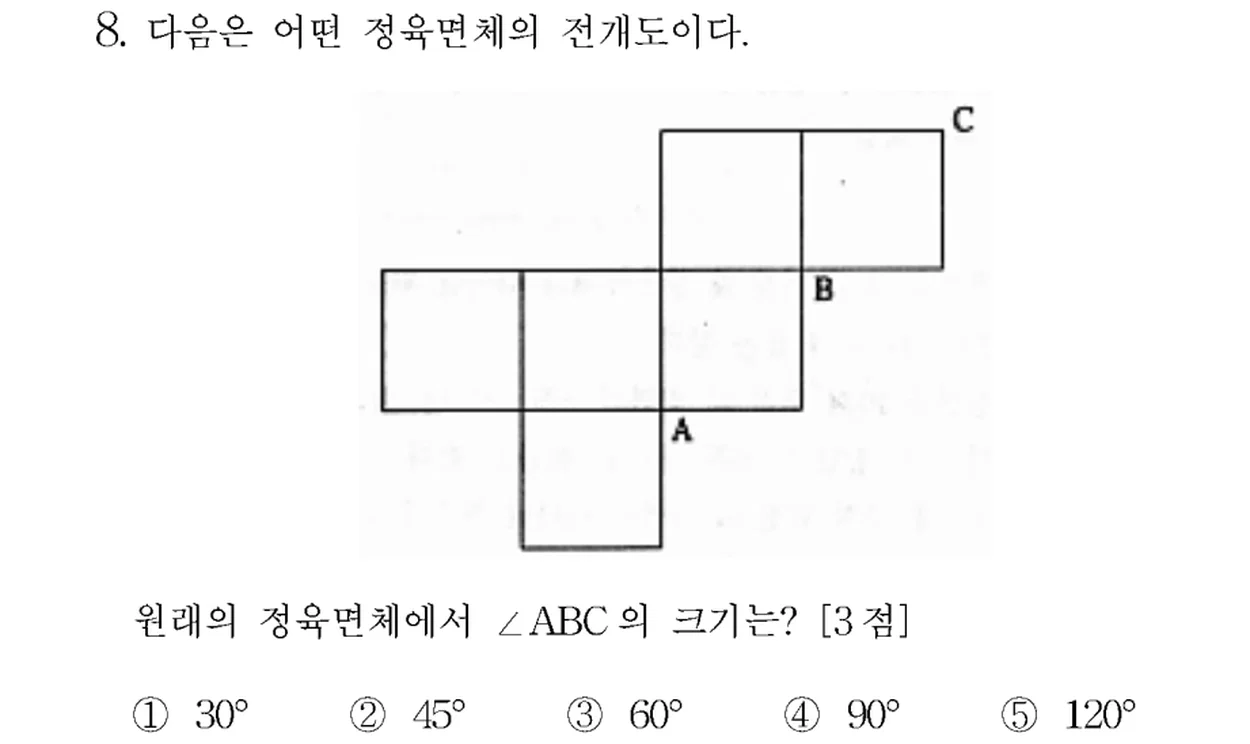 8. 다음은 어떤 정육면체의 전개도이다.
C
B
A
원래의 정육면체에서 ∠ABC의 크기는? [3점]
① 30° ② 45° ③ 60° ④ 90° ⑤ 120°